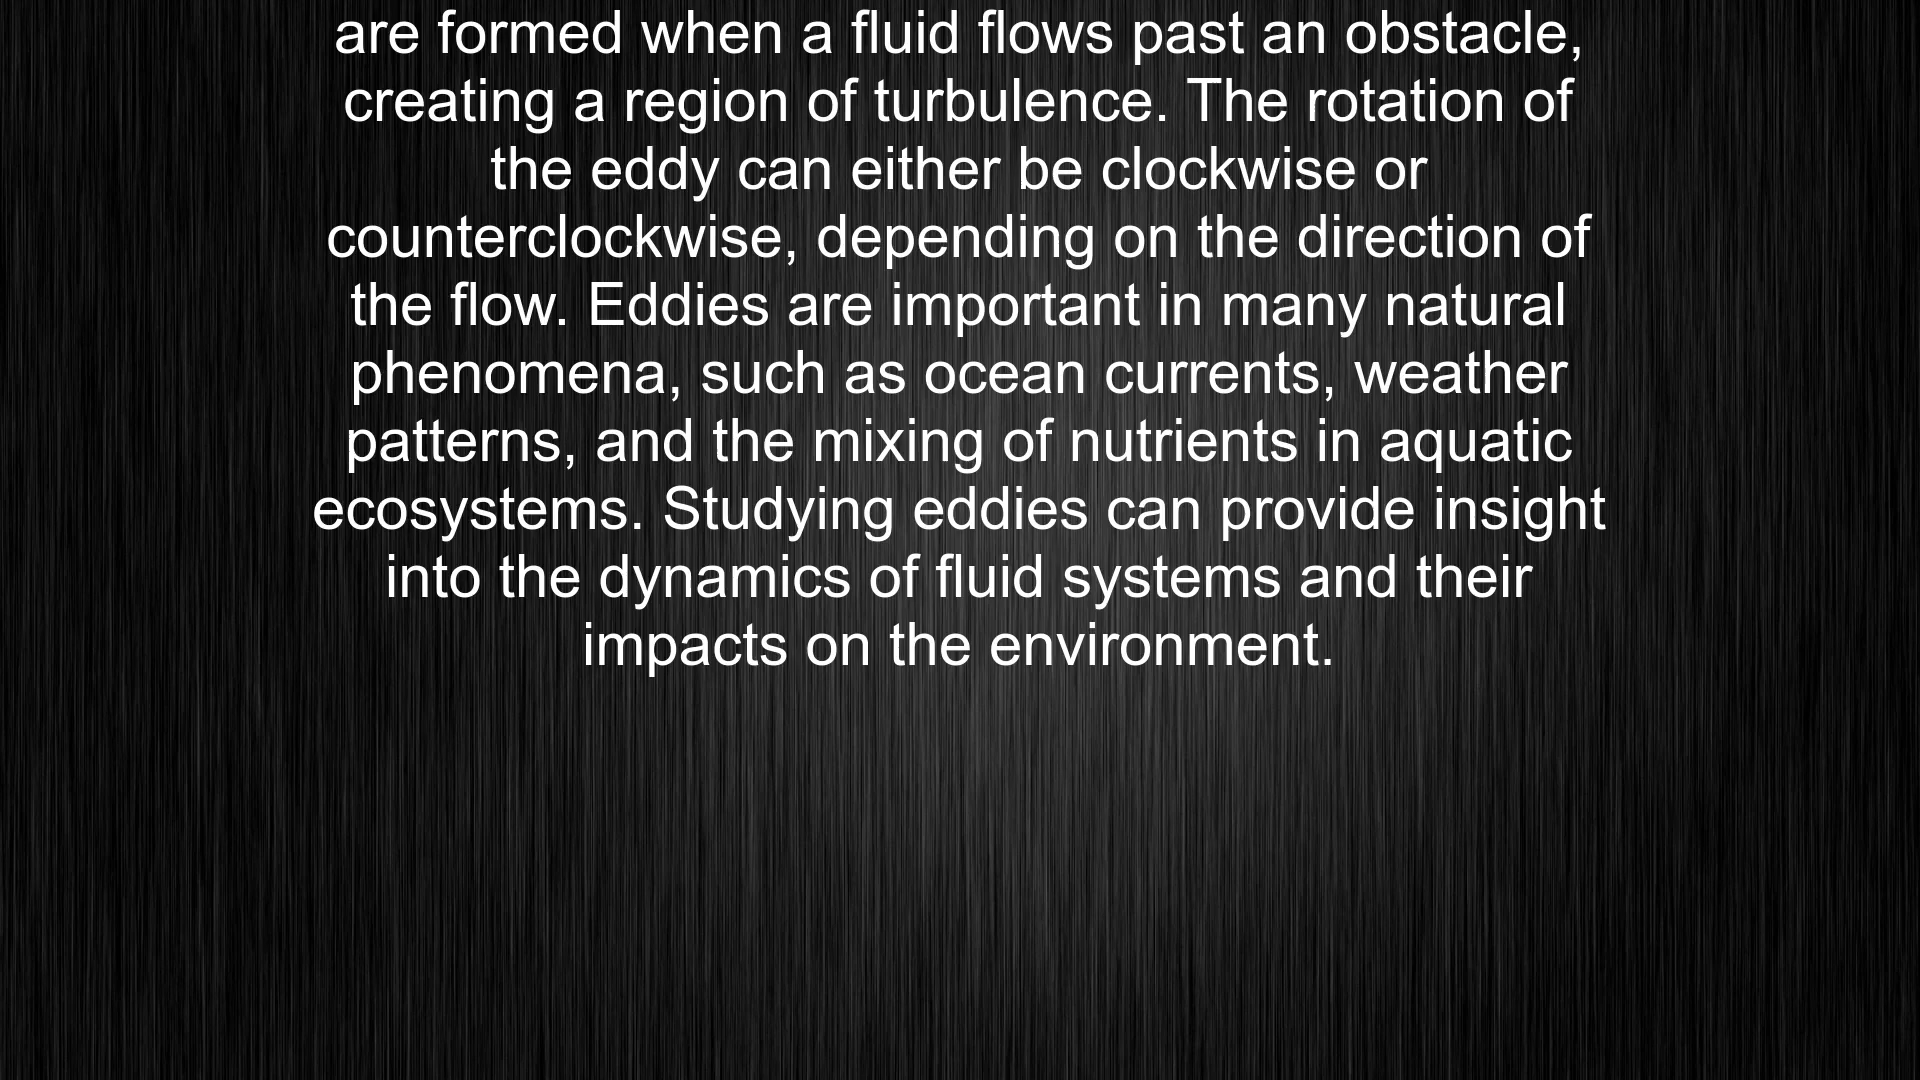 are formed when a fluid flows past an obstacle,
creating a region of turbulence. The rotation of
the eddy can either be clockwise or
counterclockwise, depending on the direction of
the flow. Eddies are important in many natural
phenomena, such as ocean currents, weather
patterns, and the mixing of nutrients in aquatic
ecosystems. Studying eddies can provide insight
into the dynamics of fluid systems and their
impacts on the environment.